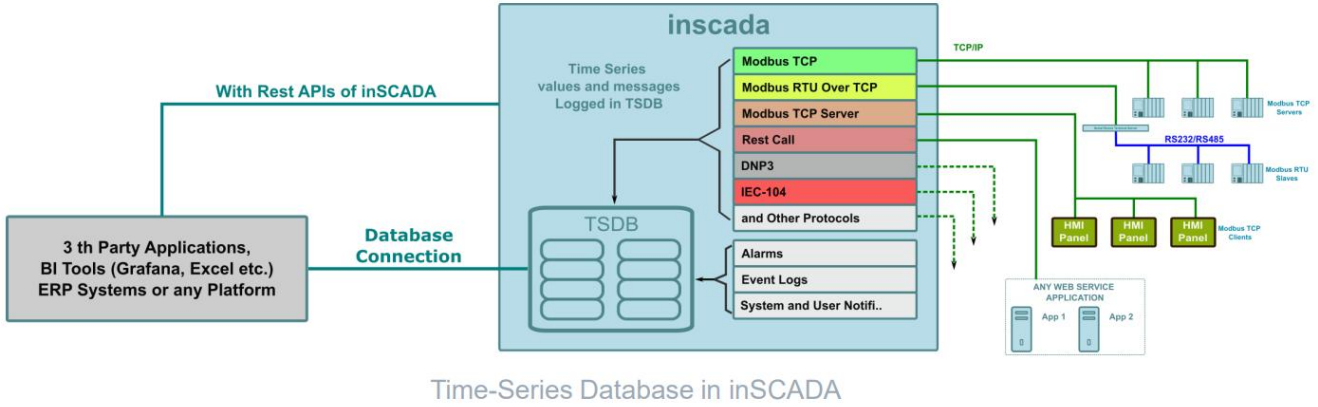 inscada
Time Series
values and messages
Logged in TSDB
Modbus TCP
Modbus RTU Over TCP
Modbus TCP Server
Rest Call
DNP3
IEC-104
and Other Protocols
TSDB
Alarms
Event Logs
System and User Notifi..
With Rest APIs of inSCADA
Database
Connection
3 th Party Applications,
BI Tools (Grafana, Excel etc.)
ERP Systems or any Platform
TCP/IP
Modbus TCP
Servers
RS232/RS485
Modbus RTU
Slaves
HMI
Panel
HMI
Panel
HMI
Panel
Modbus TCP
Clients
ANY WEB SERVICE
APPLICATION
App 1
App 2
Time-Series Database in inSCADA